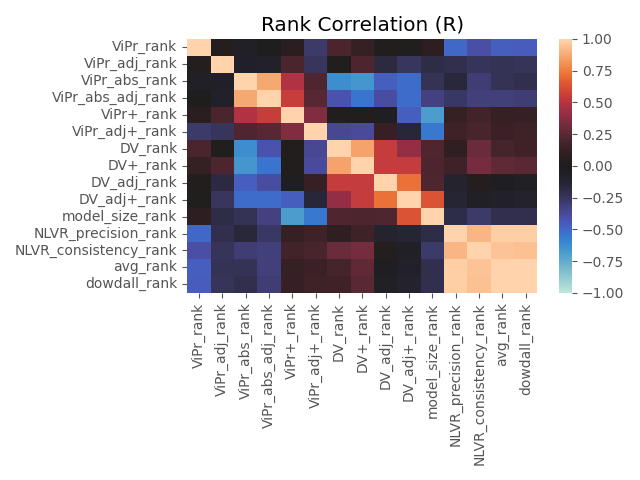 Rank Correlation (R)
ViPr_rank
ViPr_adj_rank
ViPr_abs_rank
ViPr_abs_adj_rank
ViPr+_rank
ViPr_adj+_rank
DV_rank
DV+_rank
DV_adj_rank
DV_adj+_rank
model_size_rank
NLVR_precision_rank
NLVR_consistency_rank
avg_rank
dowdall_rank
ViPr_rank
ViPr_adj_rank
ViPr_abs_rank
ViPr_abs_adj_rank
ViPr+_rank
ViPr_adj+_rank
DV_rank
DV+_rank
DV_adj_rank
DV_adj+_rank
model_size_rank
NLVR_precision_rank
NLVR_consistency_rank
avg_rank
dowdall_rank
1.00
0.75
0.50
0.25
0.00
−0.25
−0.50
−0.75
−1.00